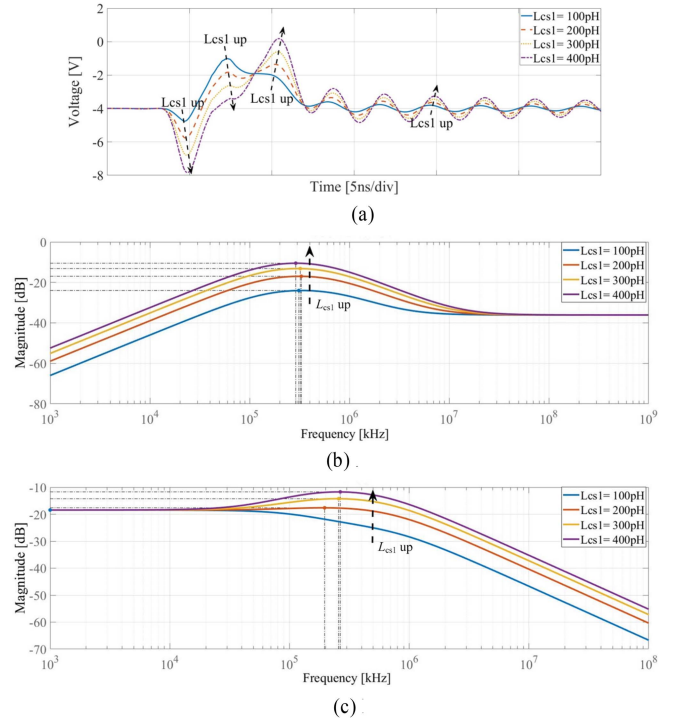 2
0
-2
-4
-6
-8
Voltage [V]
Lcs1 up
Lcs1 up
Lcs1 up
Lcs1 up
Lcs1= 100pH
Lcs1= 200pH
Lcs1= 300pH
Lcs1= 400pH
Time [5ns/div]
(a)
0
-20
-40
-60
-80
Magnitude [dB]
Lcs1= 100pH
Lcs1= 200pH
Lcs1= 300pH
Lcs1= 400pH
Lcs1 up
10^3 10^4 10^5 10^6 10^7 10^8 10^9
Frequency [kHz]
(b)
-10
-20
-30
-40
-50
-60
-70
Magnitude [dB]
Lcs1= 100pH
Lcs1= 200pH
Lcs1= 300pH
Lcs1= 400pH
Lcs1 up
10^3 10^4 10^5 10^6 10^7 10^8
Frequency [kHz]
(c)